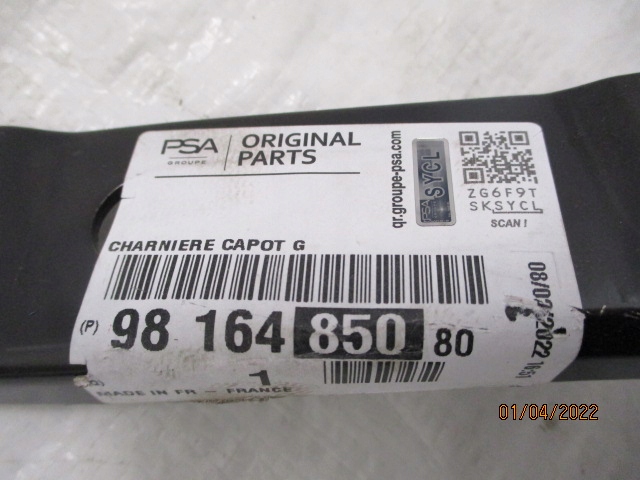 PSA
GROUPE
ORIGINAL
PARTS
qr.groupe-psa.com
PSA SYCL
ZG6F9T
SKSYCL
SCAN!
CHARNIERE CAPOT G
(P) 98 164 850 80
1
MADE IN FR - FRANCE
01/04/2022